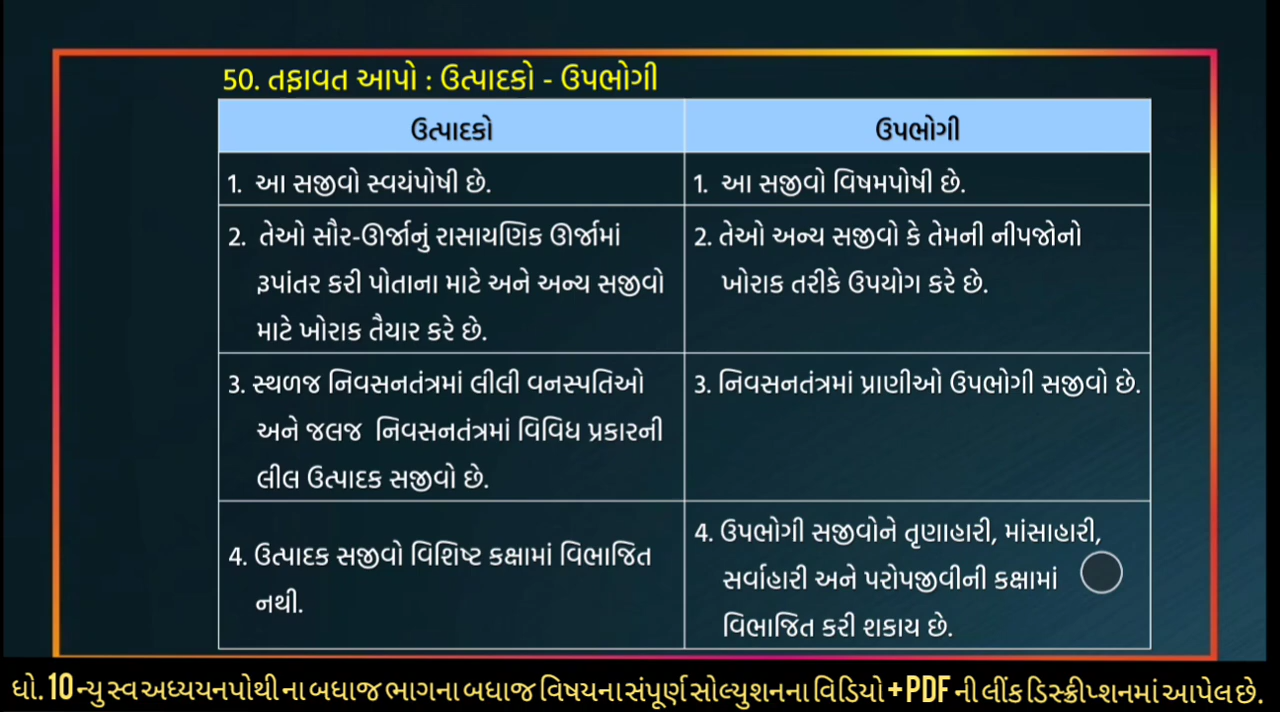 50. તફાવત આપો : ઉત્પાદકો - ઉપભોગી
ઉત્પાદકો
ઉપભોગી
1. આ સજીવો સ્વયંપોષી છે.
1. આ સજીવો વિષમપોષી છે.
2. તેઓ સૌર-ઊર્જાનું રાસાયણિક ઊર્જામાં
રૂપાંતર કરી પોતાના માટે અને અન્ય સજીવો
માટે ખોરાક તૈયાર કરે છે.
2. તેઓ અન્ય સજીવો કે તેમની નીપજોનો
ખોરાક તરીકે ઉપયોગ કરે છે.
3. સ્થળજ નિવસનતંત્રમાં લીલી વનસ્પતિઓ
અને જલજ નિવસનતંત્રમાં વિવિધ પ્રકારની
લીલ ઉત્પાદક સજીવો છે.
3. નિવસનતંત્રમાં પ્રાણીઓ ઉપભોગી સજીવો છે.
4. ઉત્પાદક સજીવો વિશિષ્ટ કક્ષામાં વિભાજિત
નથી.
4. ઉપભોગી સજીવોને તૃણાહારી, માંસાહારી,
સર્વાહારી અને પરોપજીવીની કક્ષામાં
વિભાજિત કરી શકાય છે.
ધો. 10 ન્યુ સ્વઅધ્યયનપોથી ના બધાજ ભાગના બધાજ વિષયના સંપૂર્ણ સોલ્યુશનના વિડિયો + PDF ની લીંક ડિસ્ક્રીપ્શનમાં આપેલ છે.